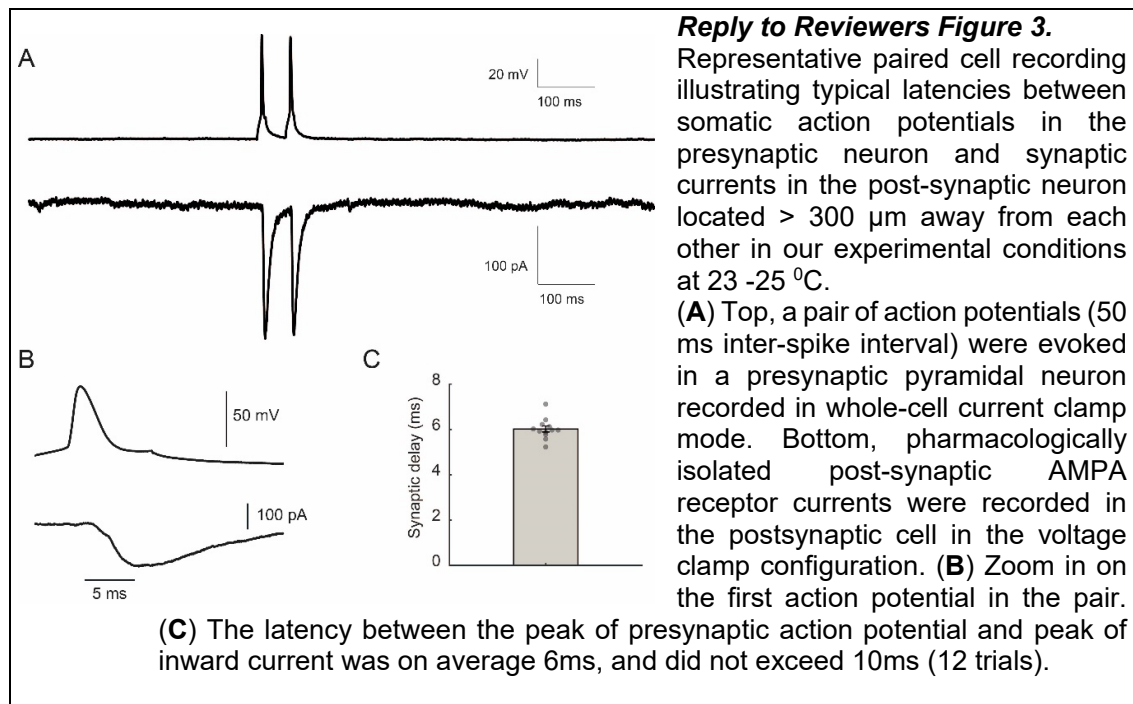 Reply to Reviewers Figure 3.
Representative paired cell recording
illustrating typical latencies between
somatic action potentials in the
presynaptic neuron and synaptic
currents in the post-synaptic neuron
located > 300 µm away from each
other in our experimental conditions
at 23 -25 ⁰C.
(A) Top, a pair of action potentials (50
ms inter-spike interval) were evoked
in a presynaptic pyramidal neuron
recorded in whole-cell current clamp
mode. Bottom, pharmacologically
isolated post-synaptic AMPA
receptor currents were recorded in
the postsynaptic cell in the voltage
clamp configuration. (B) Zoom in on
the first action potential in the pair.
(C) The latency between the peak of presynaptic action potential and peak of
inward current was on average 6ms, and did not exceed 10ms (12 trials).
A
20 mV
100 ms
100 pA
100 ms
B
50 mV
100 pA
5 ms
C
Synaptic delay (ms)
8
6
4
2
0